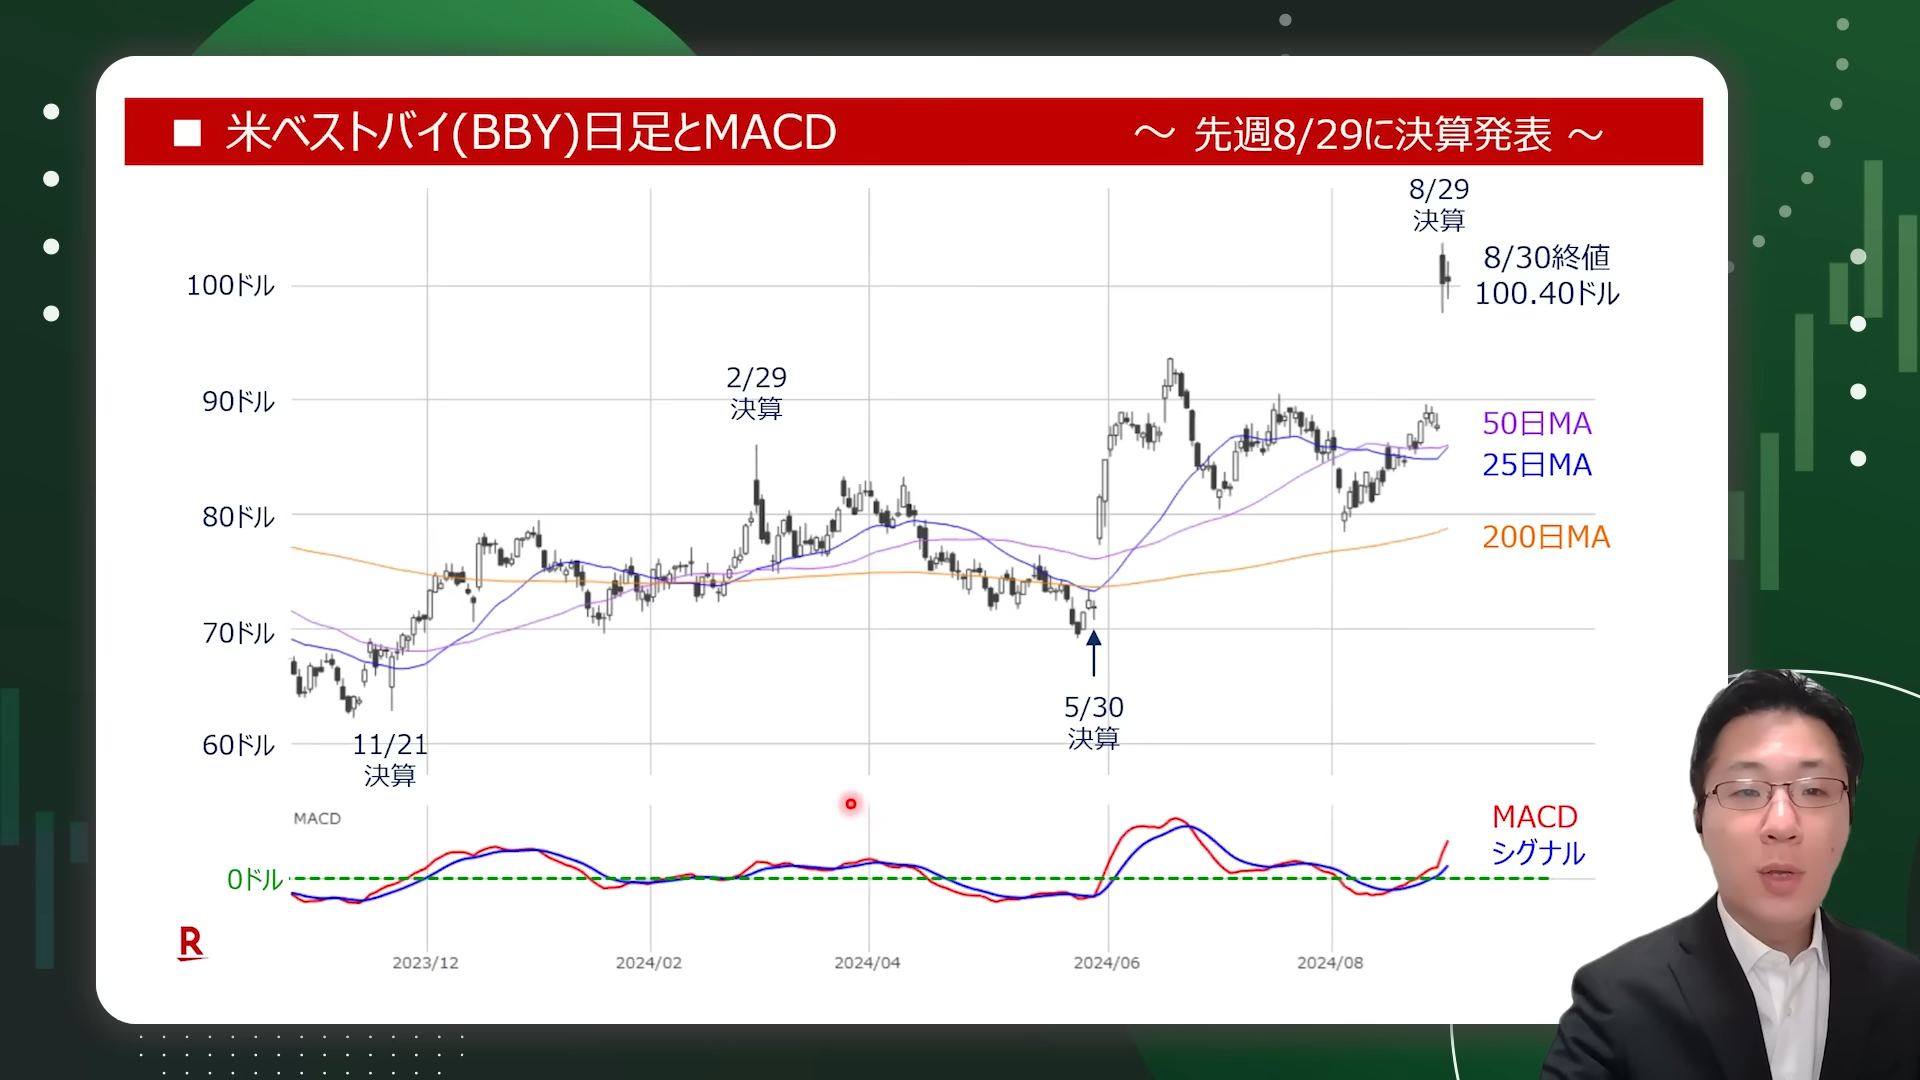 ■ 米ベストバイ(BBY)日足とMACD
～ 先週8/29に決算発表 ～
8/29
決算
8/30終値
100.40ドル
100ドル
90ドル
80ドル
70ドル
60ドル
2/29
決算
50日MA
25日MA
200日MA
5/30
決算
11/21
決算
MACD
MACD
シグナル
0ドル
R
2023/12
2024/02
2024/04
2024/06
2024/08